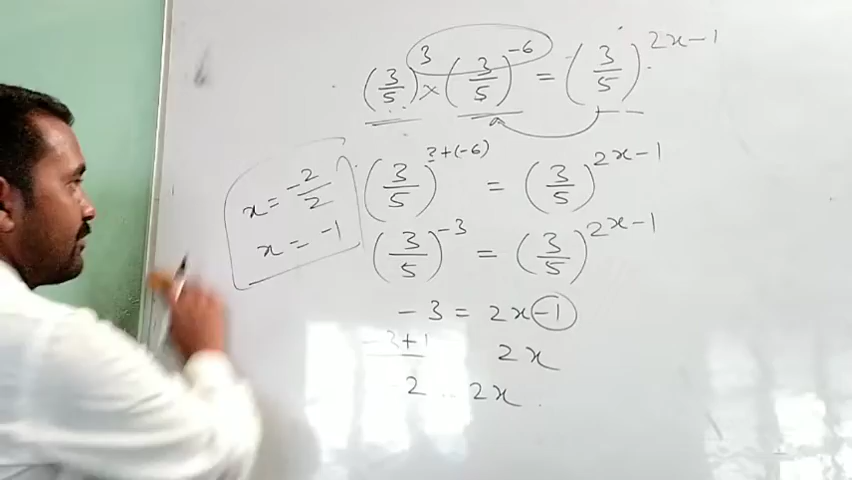 (3/5)^3 × (3/5)^-6 = (3/5)^2x-1
(3/5)^3+(-6) = (3/5)^2x-1
(3/5)^-3 = (3/5)^2x-1
-3 = 2x-1
-3+1 2x
-2 2x
x = -2/2
x = -1